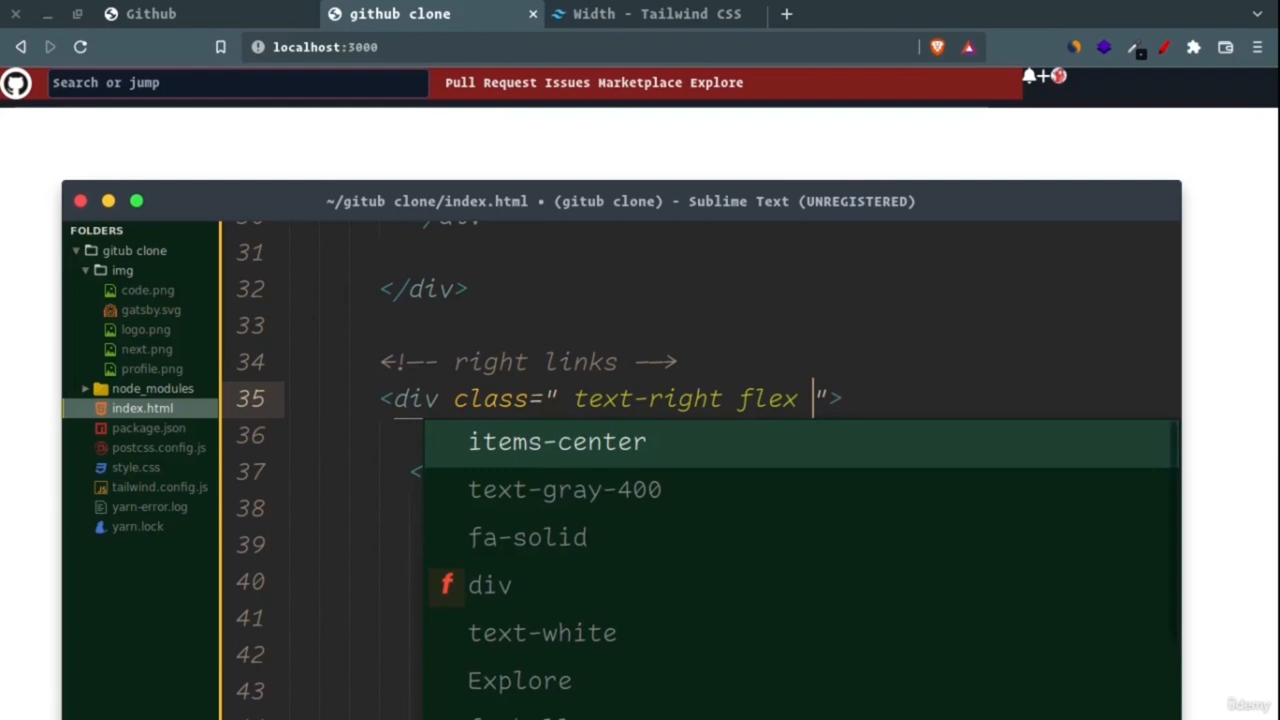 Github
github clone
Width - Tailwind CSS
localhost:3000
Search or jump
Pull Request Issues Marketplace Explore
~/gitub clone/index.html • (gitub clone) - Sublime Text (UNREGISTERED)
FOLDERS
gitub clone
img
code.png
gatsby.svg
logo.png
next.png
profile.png
node_modules
index.html
package.json
postcss.config.js
style.css
tailwind.config.js
yarn-error.log
yarn.lock
31
32 </div>
33
34 <!-- right links -->
35 <div class=" text-right flex ">
36 items-center
37 <
text-gray-400
38
39 fa-solid
40 f div
41
42 text-white
43 Explore
ûdemy